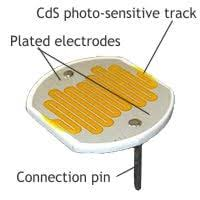 CdS photo-sensitive track
Plated electrodes
Connection pin